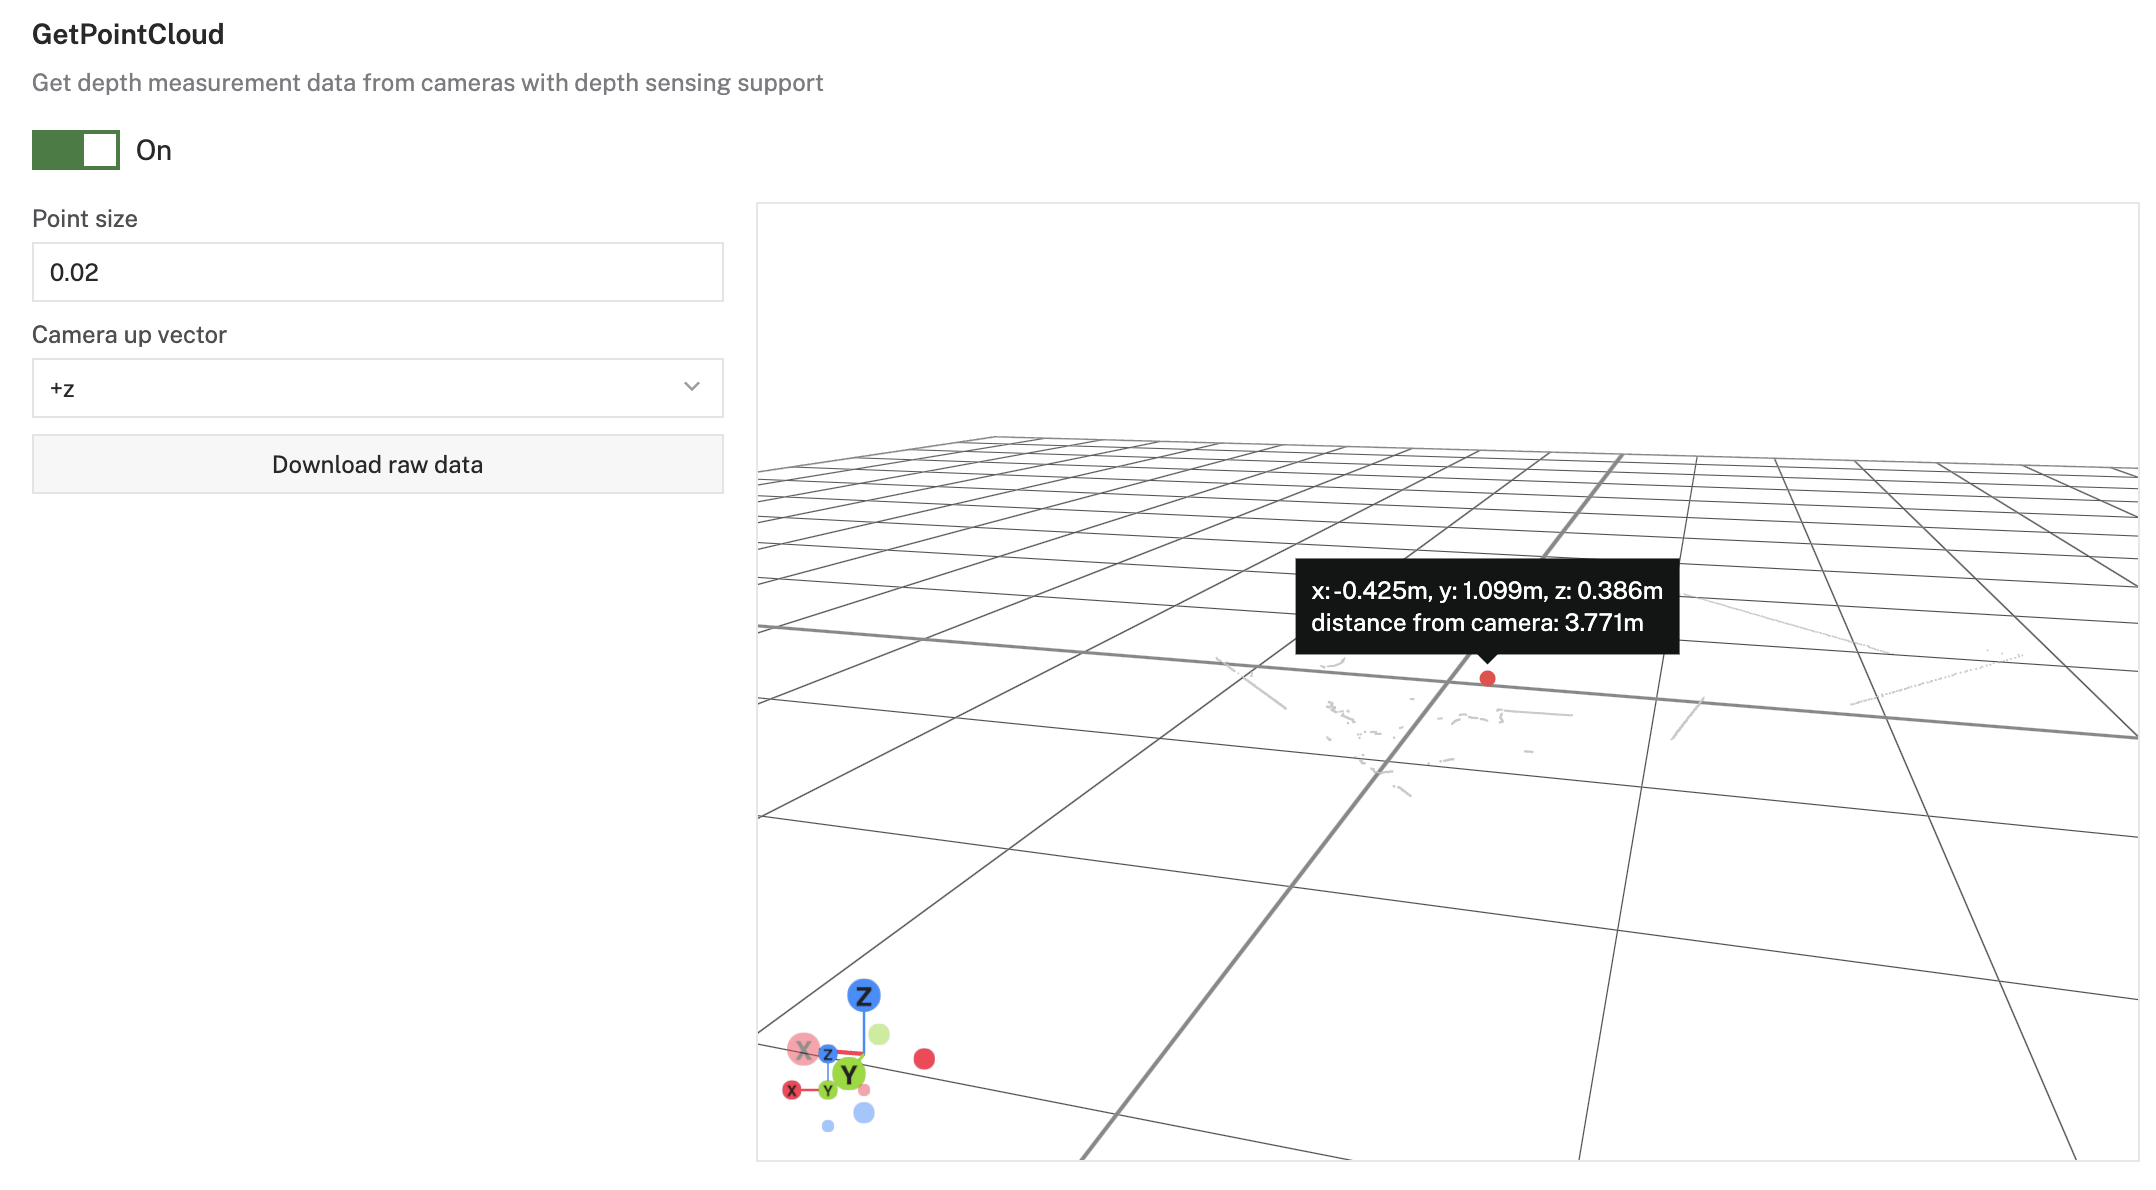 GetPointCloud
Get depth measurement data from cameras with depth sensing support
On
Point size
0.02
Camera up vector
+z
Download raw data
x:-0.425m, y: 1.099m, z: 0.386m
distance from camera: 3.771m
Z
X
Z
Y
X
Y